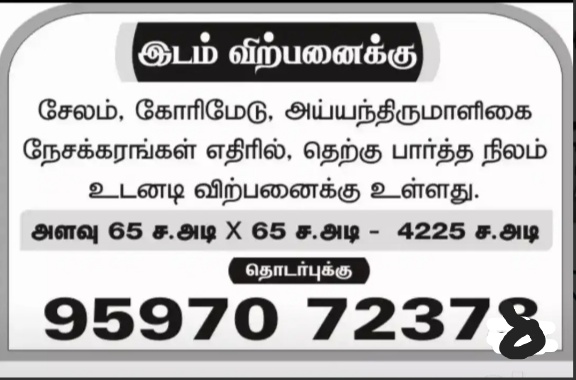 இடம் விற்பனைக்கு
சேலம், கோரிமேடு, அய்யந்திருமாளிகை
நேசக்கரங்கள் எதிரில், தெற்கு பார்த்த நிலம்
உடனடி விற்பனைக்கு உள்ளது.
அளவு 65 ச.அடி X 65 ச.அடி - 4225 ச.அடி
தொடர்புக்கு
95970 72378